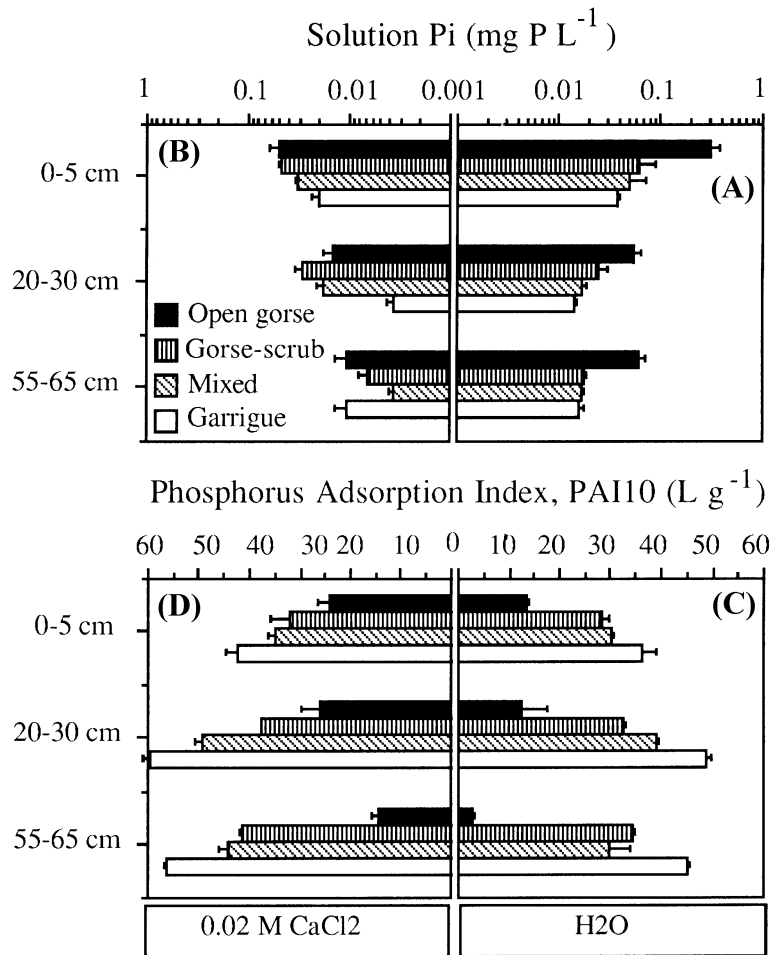 Solution Pi (mg P L-1)
1 0.1 0.01 0.001 0.01 0.1 1
(B)
(A)
0-5 cm
20-30 cm
55-65 cm
Open gorse
Gorse-scrub
Mixed
Garrigue
Phosphorus Adsorption Index, PAI10 (L g-1)
60 50 40 30 20 10 0 10 20 30 40 50 60
(D)
(C)
0-5 cm
20-30 cm
55-65 cm
0.02 M CaCl2
H2O